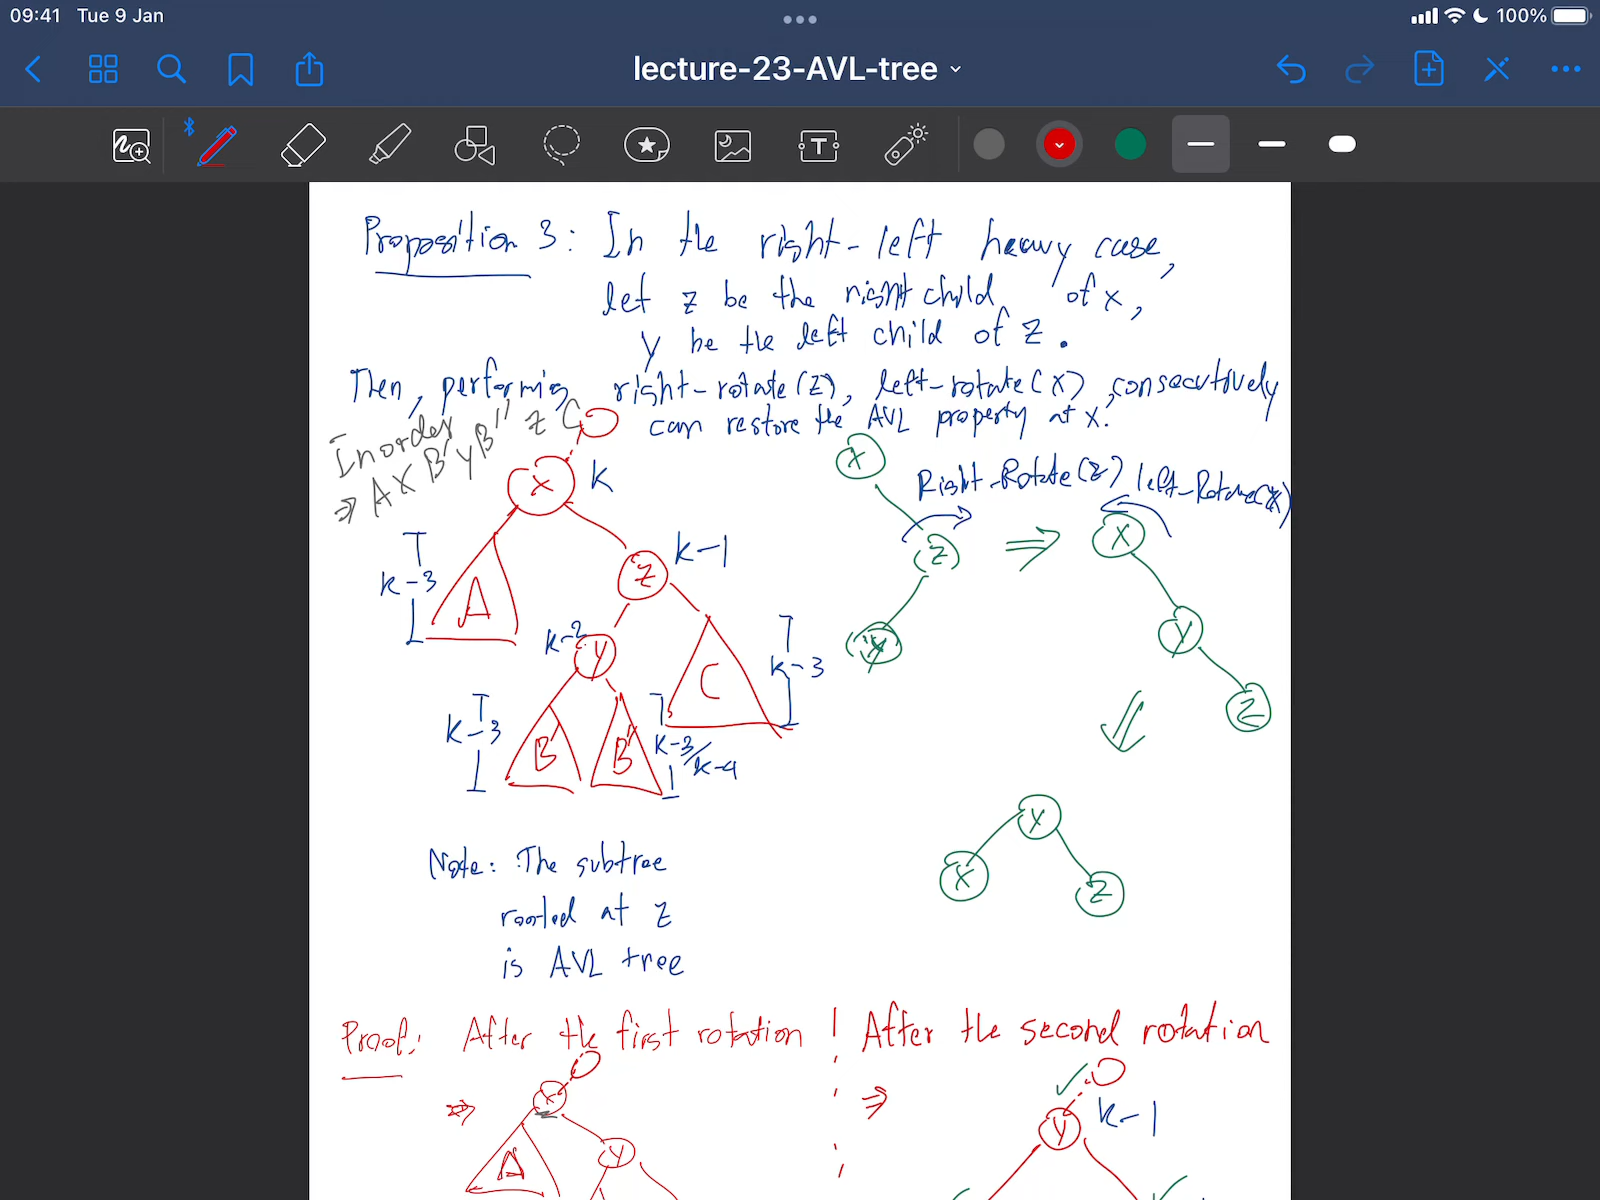 09:41 Tue 9 Jan
100%
lecture-23-AVL-tree
Proposition 3: In the right-left heavy case,
let z be the right child of x,
y be the left child of z.
Then, performing right-rotate(z), left-rotate(x), consecutively
can restore the AVL property at x.
Inorder
⇒ A X B' y B'' z C
x k
T
k-3
A
z k-1
k-2
y
k-3
B'
B''
k-3/k-4
C
k-3
x
Right-Rotate(z) left-Rotate(x)
z
⇒
x
y
y
z
y
x
z
Note: The subtree
rooted at z
is AVL tree
Proof: After the first rotation
⇒
x
A
y
After the second rotation
⇒
y k-1